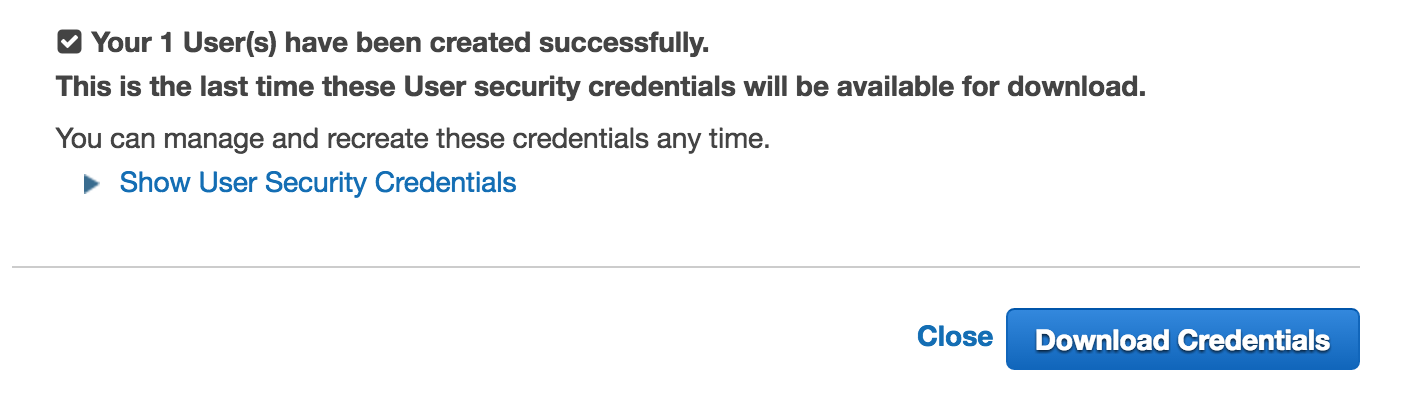 Your 1 User(s) have been created successfully.
This is the last time these User security credentials will be available for download.
You can manage and recreate these credentials any time.
Show User Security Credentials
Close
Download Credentials